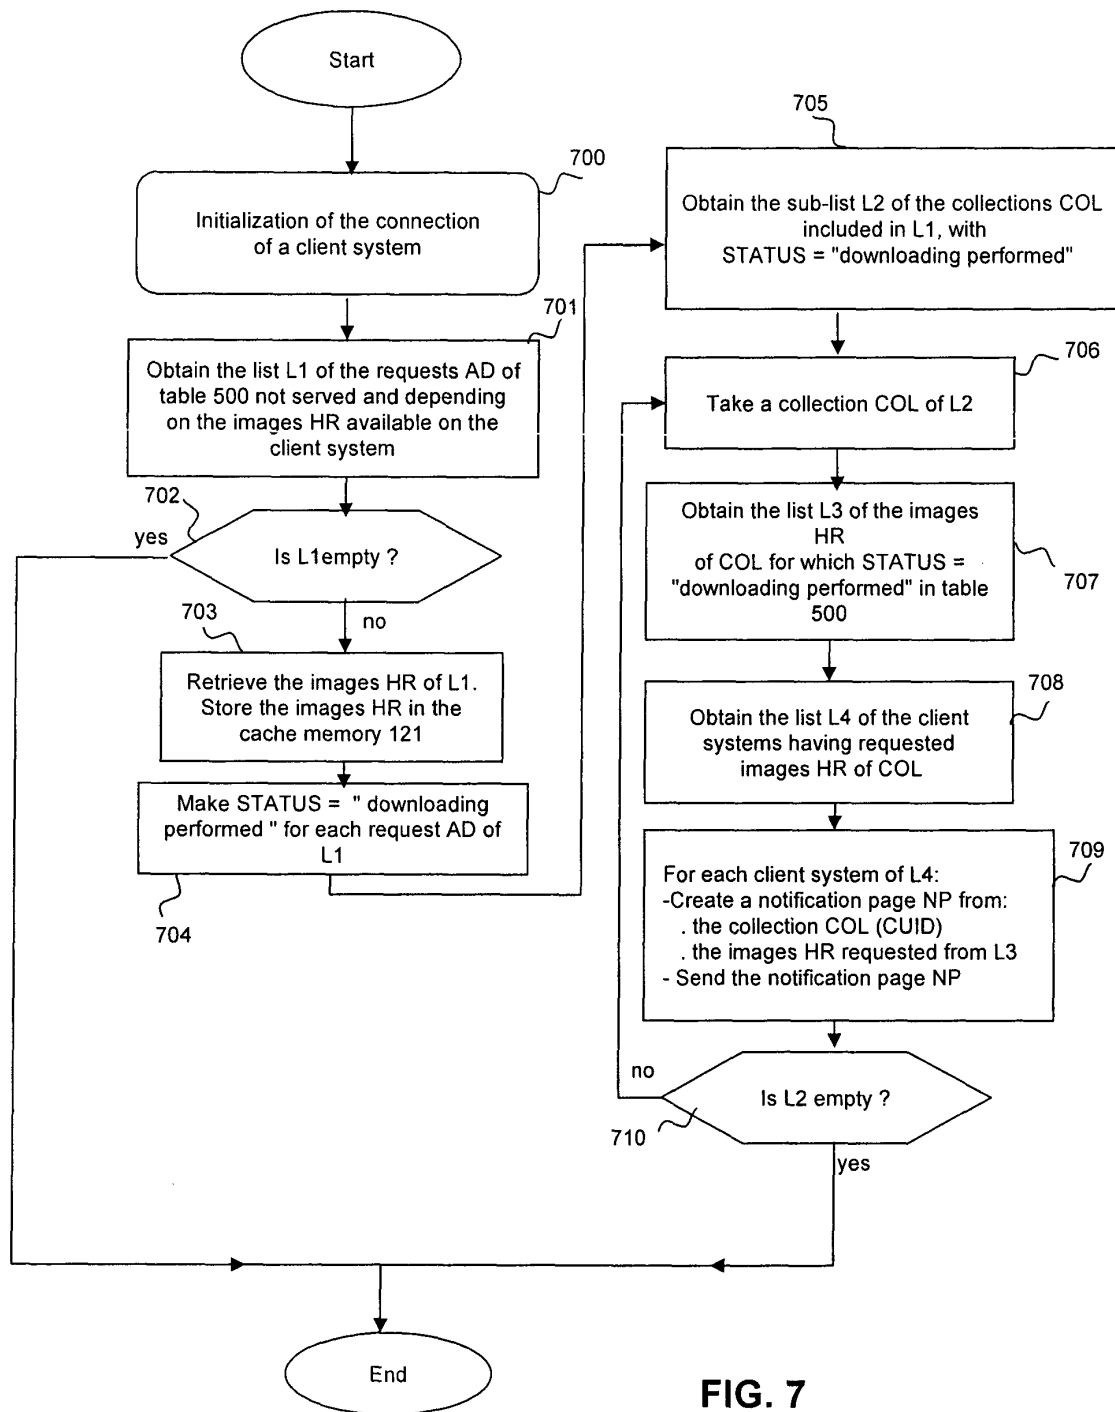 Start
700
Initialization of the connection
of a client system
701
Obtain the list L1 of the requests AD of
table 500 not served and depending
on the images HR available on the
client system
702
yes
Is L1empty ?
no
703
Retrieve the images HR of L1.
Store the images HR in the
cache memory 121
Make STATUS = " downloading
performed " for each request AD of
L1
704
705
Obtain the sub-list L2 of the collections COL
included in L1, with
STATUS = "downloading performed"
706
Take a collection COL of L2
Obtain the list L3 of the images
HR
of COL for which STATUS =
"downloading performed" in table
500
707
708
Obtain the list L4 of the client
systems having requested
images HR of COL
709
For each client system of L4:
-Create a notification page NP from:
. the collection COL (CUID)
. the images HR requested from L3
- Send the notification page NP
no
Is L2 empty ?
710
yes
End
FIG. 7